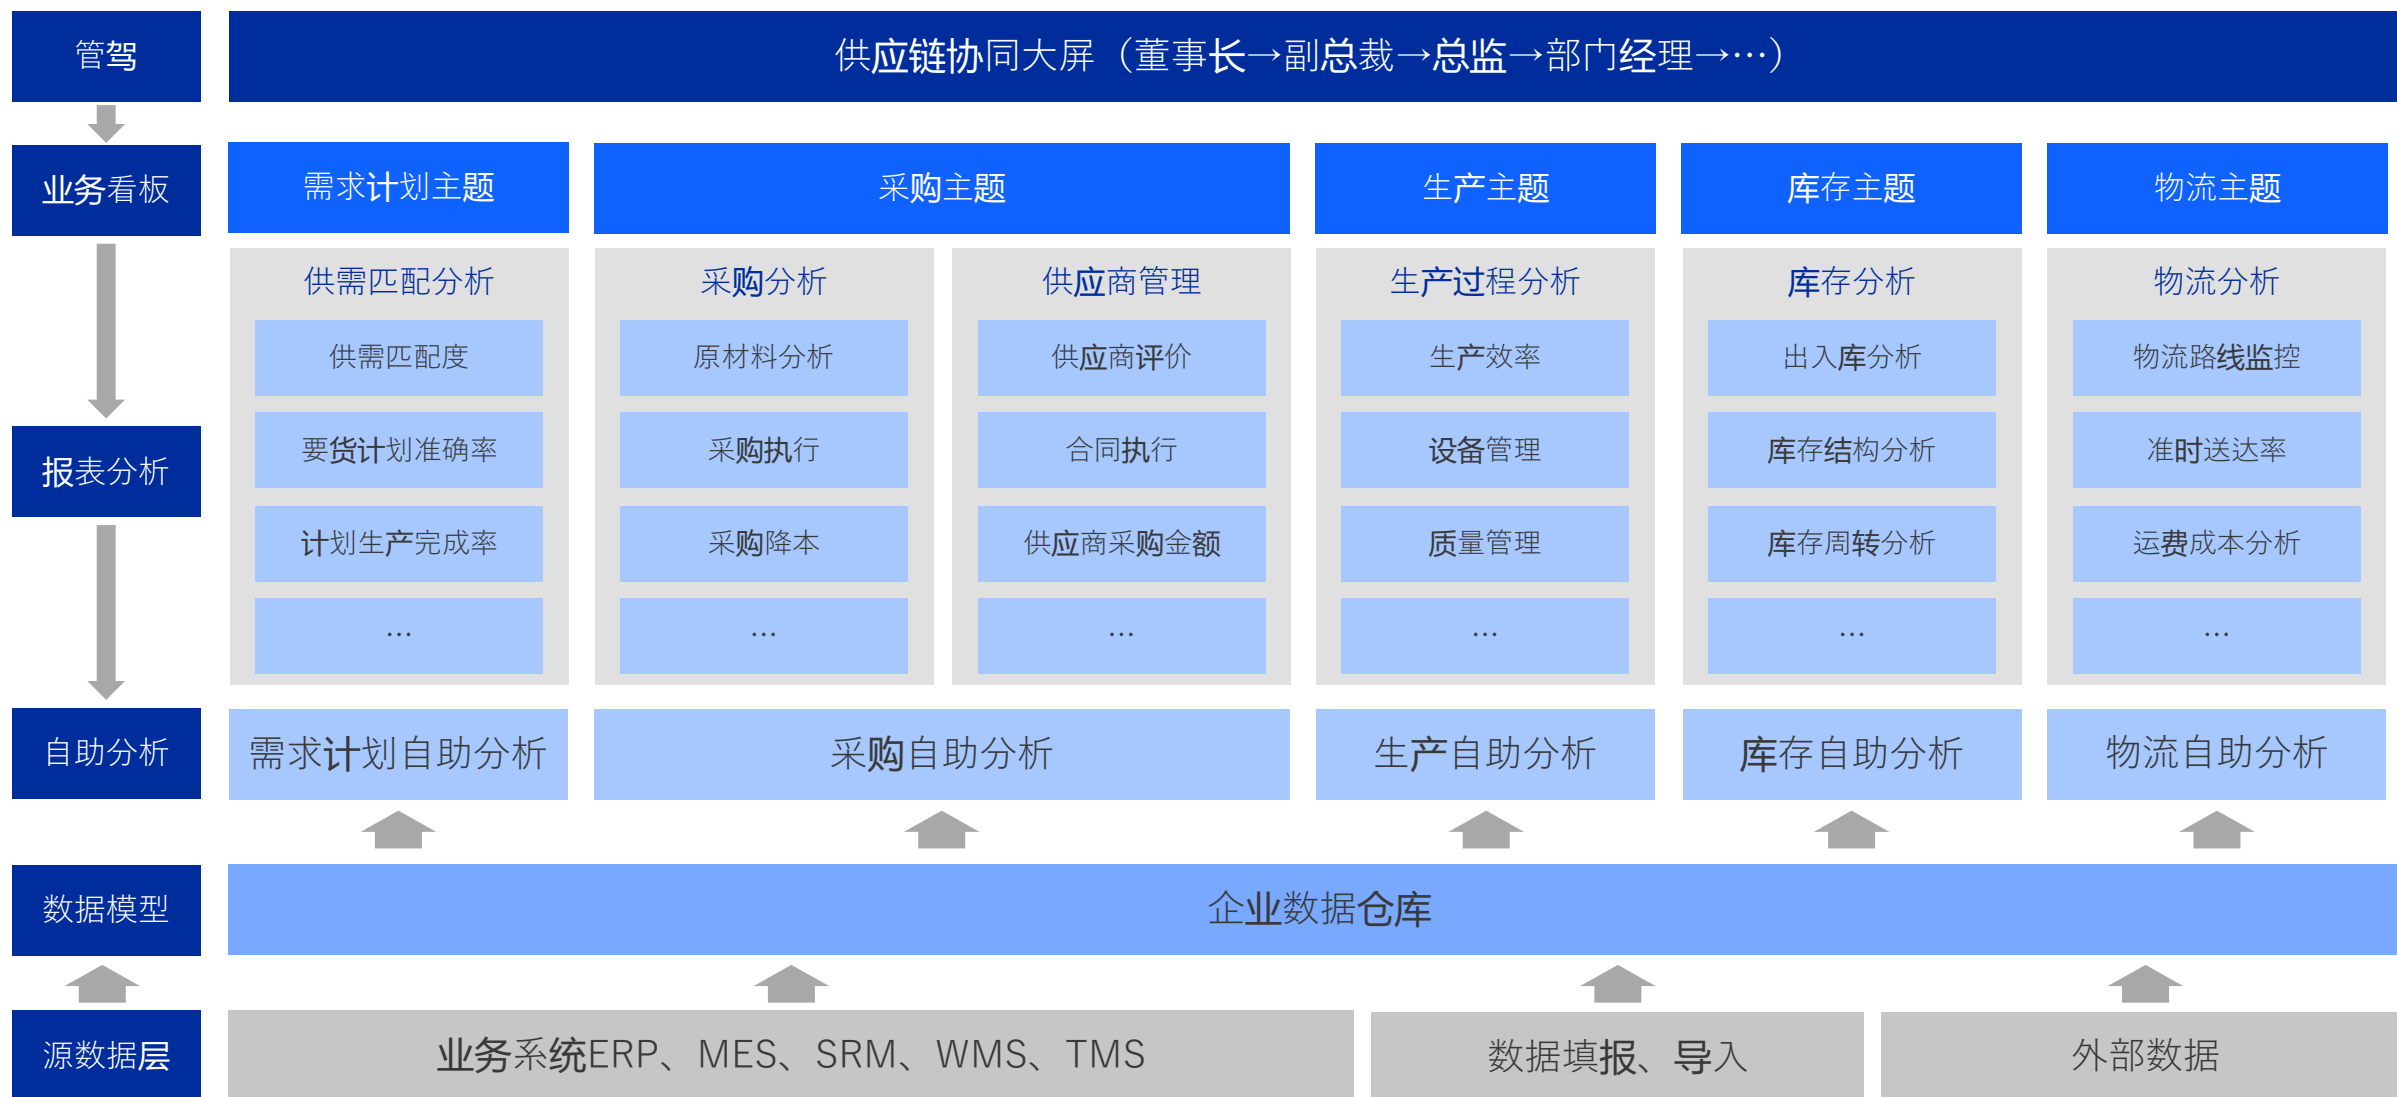 管驾
供应链协同大屏（董事长→副总裁→总监→部门经理→…）
业务看板
需求计划主题
采购主题
生产主题
库存主题
物流主题
供需匹配分析
采购分析
供应商管理
生产过程分析
库存分析
物流分析
供需匹配度
原材料分析
供应商评价
生产效率
出入库分析
物流路线监控
报表分析
要货计划准确率
采购执行
合同执行
设备管理
库存结构分析
准时送达率
计划生产完成率
采购降本
供应商采购金额
质量管理
库存周转分析
运费成本分析
…
…
…
…
…
…
自助分析
需求计划自助分析
采购自助分析
生产自助分析
库存自助分析
物流自助分析
数据模型
企业数据仓库
源数据层
业务系统ERP、MES、SRM、WMS、TMS
数据填报、导入
外部数据